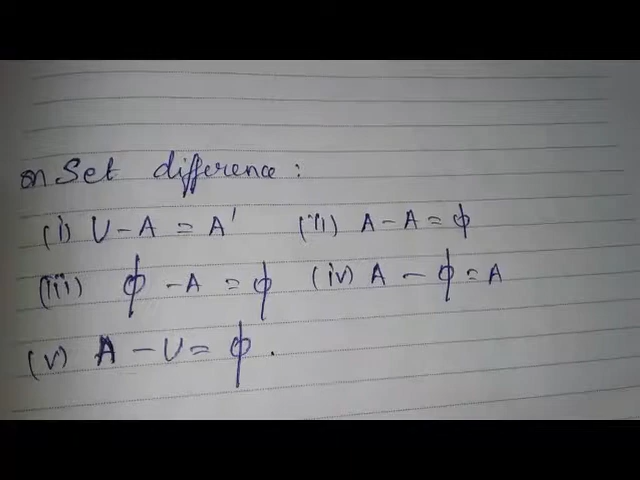 on Set difference :
(i) U - A = A' (ii) A - A = ϕ
(iii) ϕ - A = ϕ (iv) A - ϕ = A
(v) A - U = ϕ .